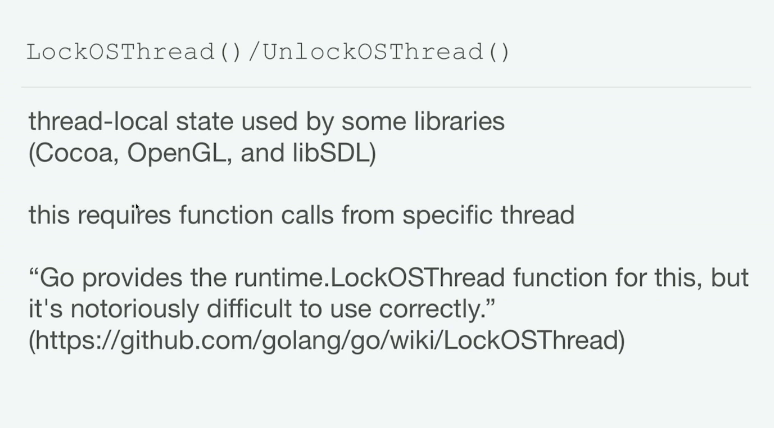 LockOSThread()/UnlockOSThread()
thread-local state used by some libraries
(Cocoa, OpenGL, and libSDL)
this requires function calls from specific thread
“Go provides the runtime.LockOSThread function for this, but
it's notoriously difficult to use correctly.”
(https://github.com/golang/go/wiki/LockOSThread)